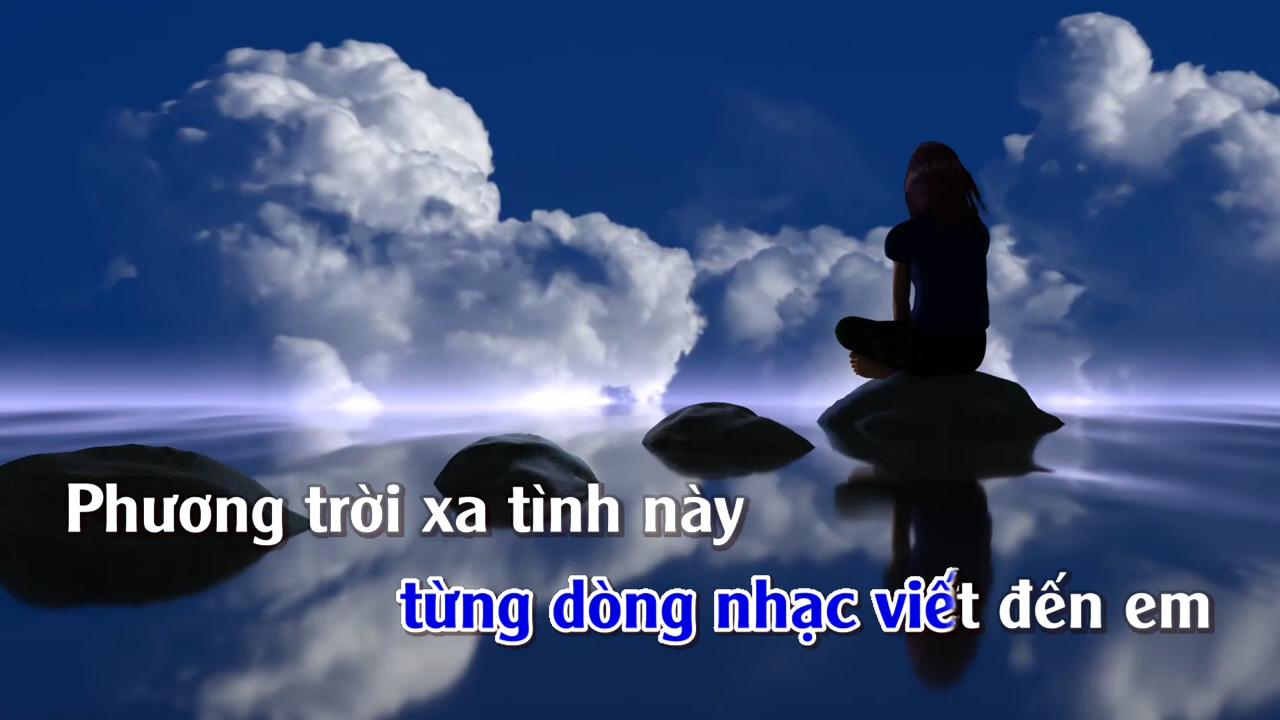 Phương trời xa tình này
từng dòng nhạc viết đến em